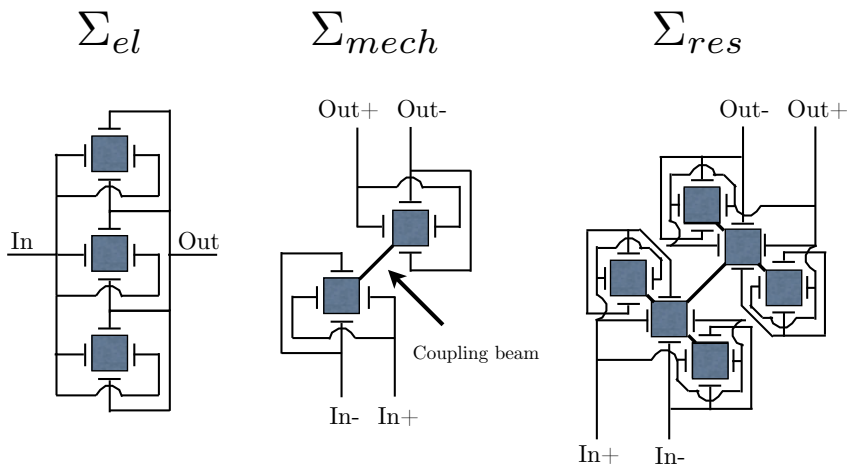 Σ_el Σ_mech Σ_res
Out+ Out- Out- Out+
In Out
Coupling beam
In- In+
In+ In-